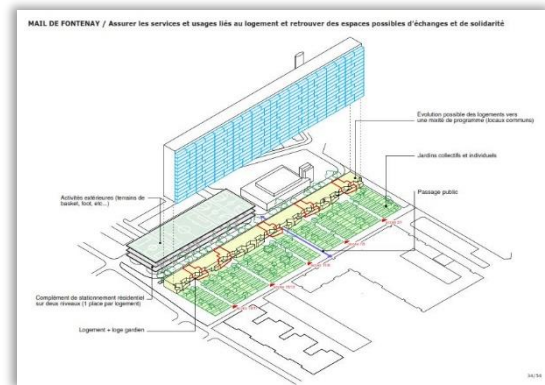 MAIL DE FONTENAY / Assurer les services et usages liés au logement et retrouver des espaces possibles d'échanges et de solidarité
Évolution possible des logements vers
une mixité de programme (locaux communs)
Jardins collectifs et individuels
Passage public
Activités extérieures (terrains de
basket, foot, etc...)
Complément de stationnement résidentiel
sur deux niveaux (1 place par logement)
Logement + loge gardien